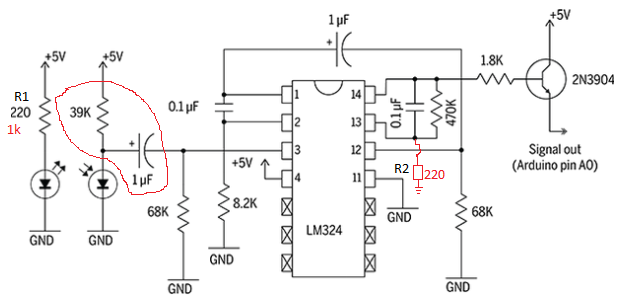 1 µF
+
+5V
+5V
+5V
R1
220
1k
39K
0.1 µF
1
14
1.8K
2N3904
2
13
0.1 µF
470K
+
1 µF
3
12
+5V
4
11
R2
220
Signal out
(Arduino pin A0)
68K
8.2K
GND
68K
LM324
GND
GND
GND
GND
GND